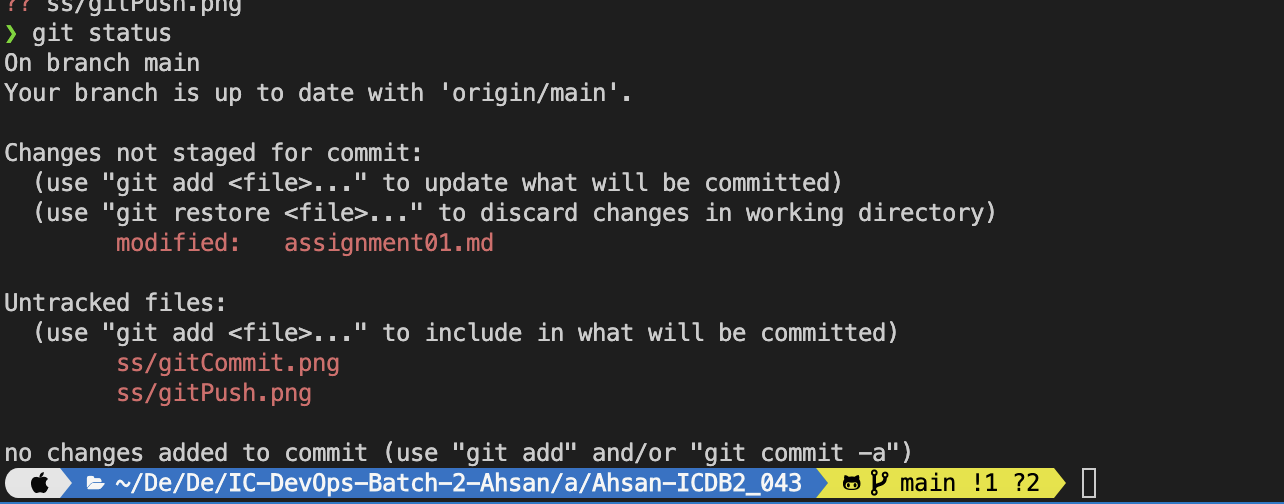 ?? ss/gitPush.png
❯ git status
On branch main
Your branch is up to date with 'origin/main'.

Changes not staged for commit:
  (use "git add <file>..." to update what will be committed)
  (use "git restore <file>..." to discard changes in working directory)
        modified:   assignment01.md

Untracked files:
  (use "git add <file>..." to include in what will be committed)
        ss/gitCommit.png
        ss/gitPush.png

no changes added to commit (use "git add" and/or "git commit -a")
~/De/De/IC-DevOps-Batch-2-Ahsan/a/Ahsan-ICDB2_043 main !1 ?2